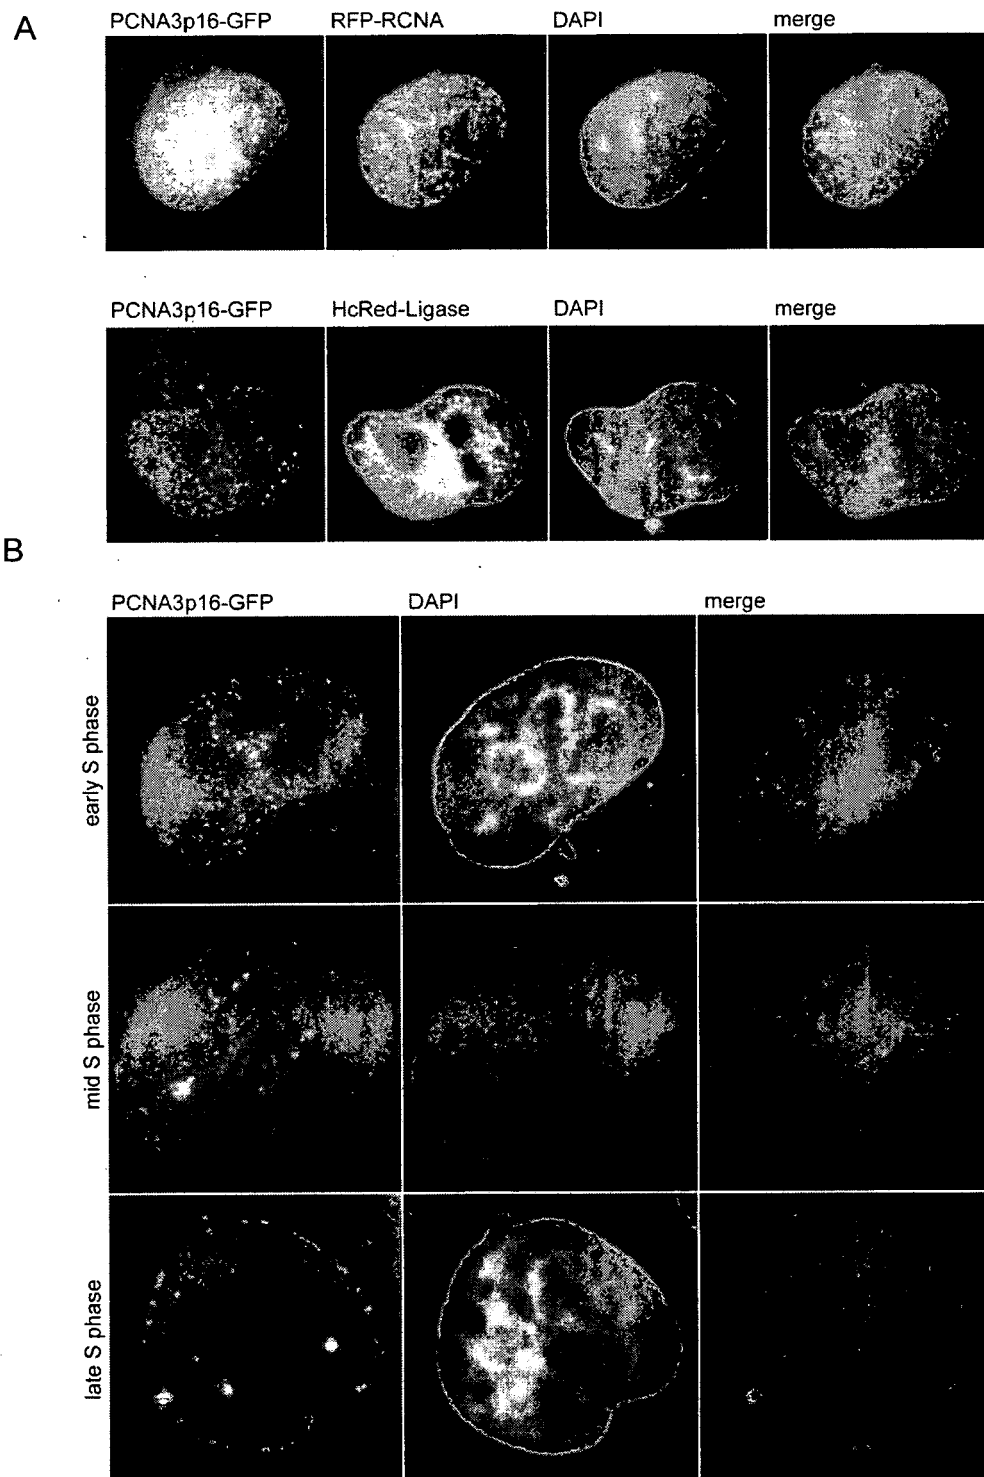 A
PCNA3p16-GFP RFP-RCNA DAPI merge
PCNA3p16-GFP HcRed-Ligase DAPI merge
B
PCNA3p16-GFP DAPI merge
early S phase
mid S phase
late S phase